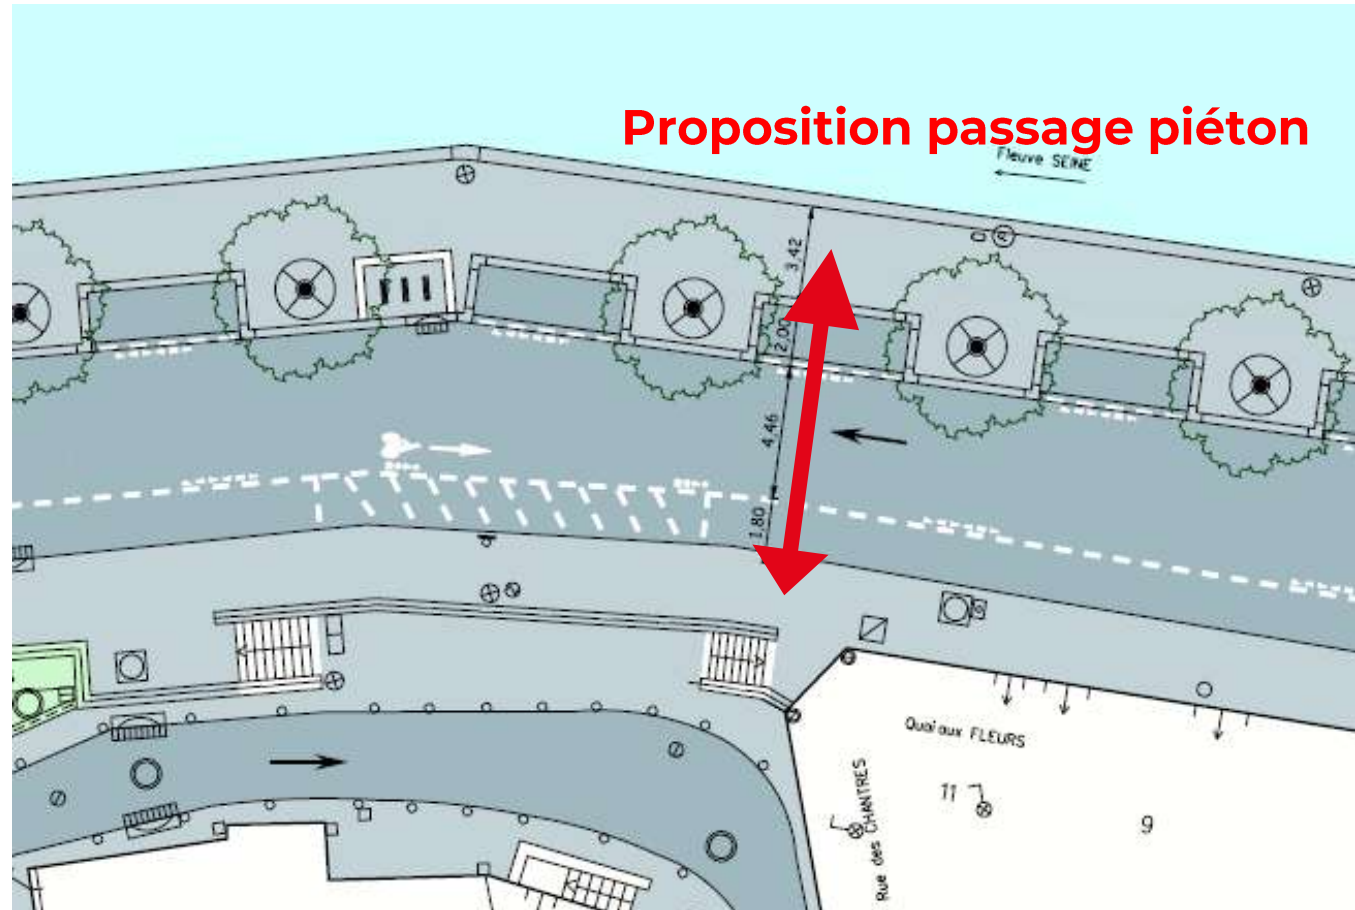 Proposition passage piéton
Fleuve SEINE
A
3.42
2.00
4.46
1.80
Quai aux FLEURS
Rue des CHANTRES
11
9